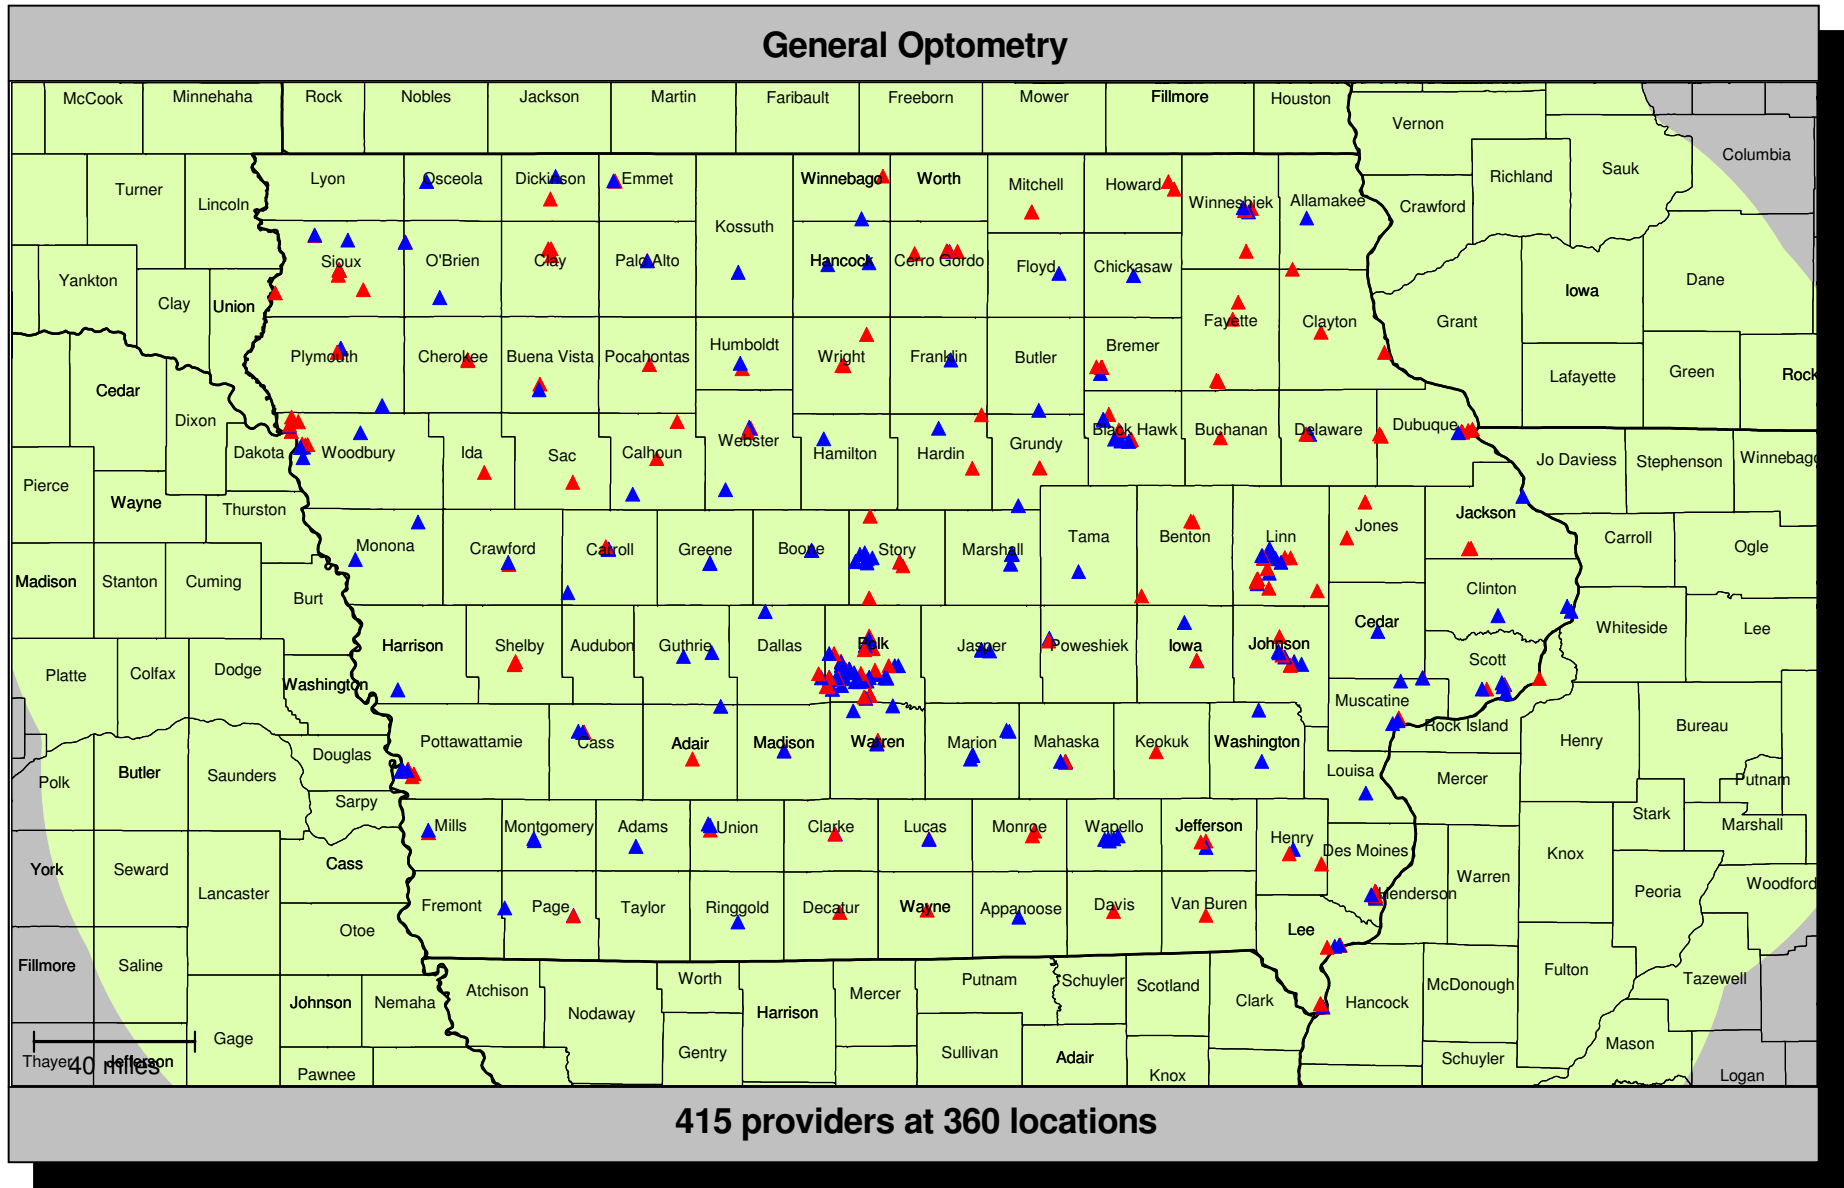 General Optometry
McCook Minnehaha Rock Nobles Jackson Martin Faribault Freeborn Mower Fillmore Houston
Vernon
Columbia
Turner Lincoln Lyon Osceola Dickinson Emmet Winnebago Worth Mitchell Howard Winneshiek Allamakee Crawford Richland Sauk
Kossuth
Yankton Clay Union Sioux O'Brien Clay Palo Alto Hancock Cerro Gordo Floyd Chickasaw Iowa Dane
Fayette Clayton Grant
Cedar Plymouth Cherokee Buena Vista Pocahontas Humboldt Wright Franklin Butler Bremer Lafayette Green Rock
Dixon
Dakota Woodbury Ida Sac Calhoun Webster Hamilton Hardin Grundy Black Hawk Buchanan Delaware Dubuque Jo Daviess Stephenson Winnebago
Pierce Wayne Thurston
Monona Crawford Carroll Greene Boone Story Marshall Tama Benton Linn Jones Jackson Carroll Ogle
Madison Stanton Cuming Burt Clinton
Harrison Shelby Audubon Guthrie Dallas Polk Jasper Poweshiek Iowa Johnson Cedar Scott Whiteside Lee
Platte Colfax Dodge Washington
Muscatine Rock Island
Pottawattamie Cass Adair Madison Warren Marion Mahaska Keokuk Washington Henry Bureau
Polk Butler Saunders Douglas Louisa Mercer Putnam
Sarpy Stark Marshall
Mills Montgomery Adams Union Clarke Lucas Monroe Wapello Jefferson Henry Des Moines Knox
York Seward Lancaster Cass Warren Peoria Woodford
Henderson
Otoe Fremont Page Taylor Ringgold Decatur Wayne Appanoose Davis Van Buren Lee
Fillmore Saline Johnson Nemaha Atchison Nodaway Worth Harrison Mercer Putnam Schuyler Scotland Clark Hancock McDonough Fulton Tazewell
Gage Gentry Sullivan Adair Schuyler Mason
Thayer Jefferson
40 miles
Pawnee Knox Logan
415 providers at 360 locations